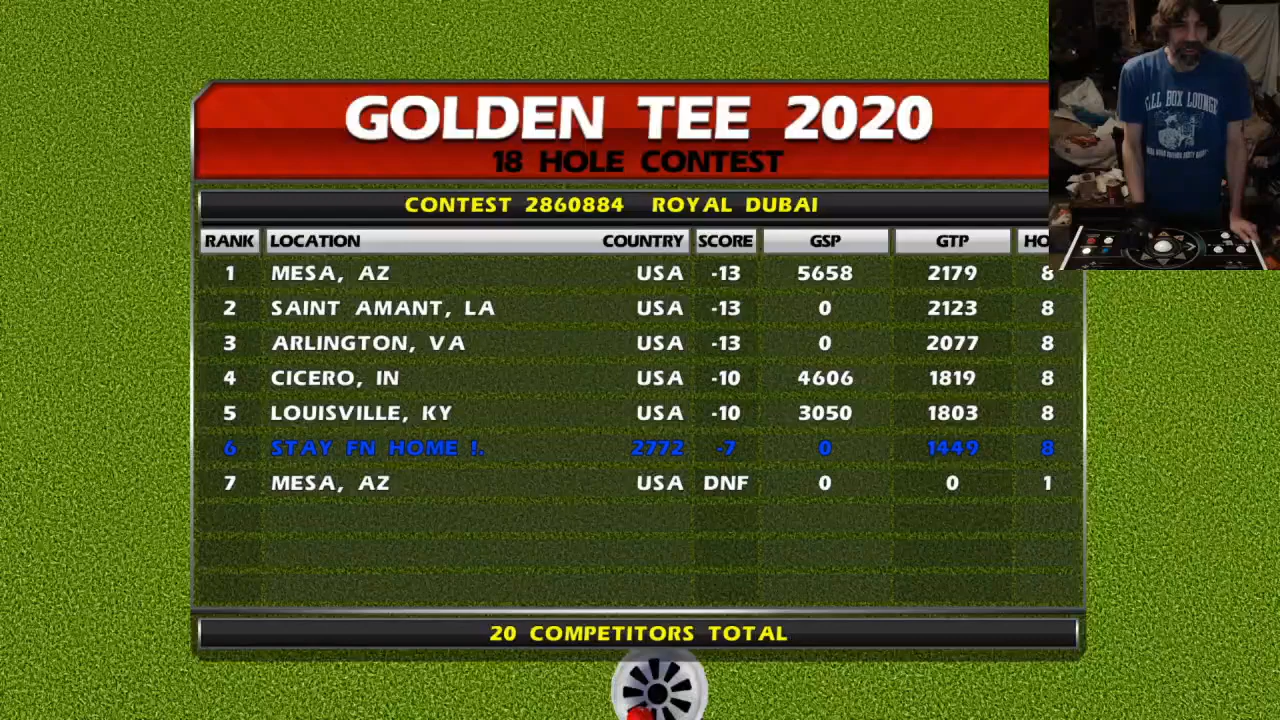 GOLDEN TEE 2020
18 HOLE CONTEST
CONTEST 2860884 ROYAL DUBAI
RANK LOCATION COUNTRY SCORE GSP GTP HO
1 MESA, AZ USA -13 5658 2179 8
2 SAINT AMANT, LA USA -13 0 2123 8
3 ARLINGTON, VA USA -13 0 2077 8
4 CICERO, IN USA -10 4606 1819 8
5 LOUISVILLE, KY USA -10 3050 1803 8
6 STAY FN HOME !. 2772 -7 0 1449 8
7 MESA, AZ USA DNF 0 0 1
20 COMPETITORS TOTAL
BOX LOUNGE